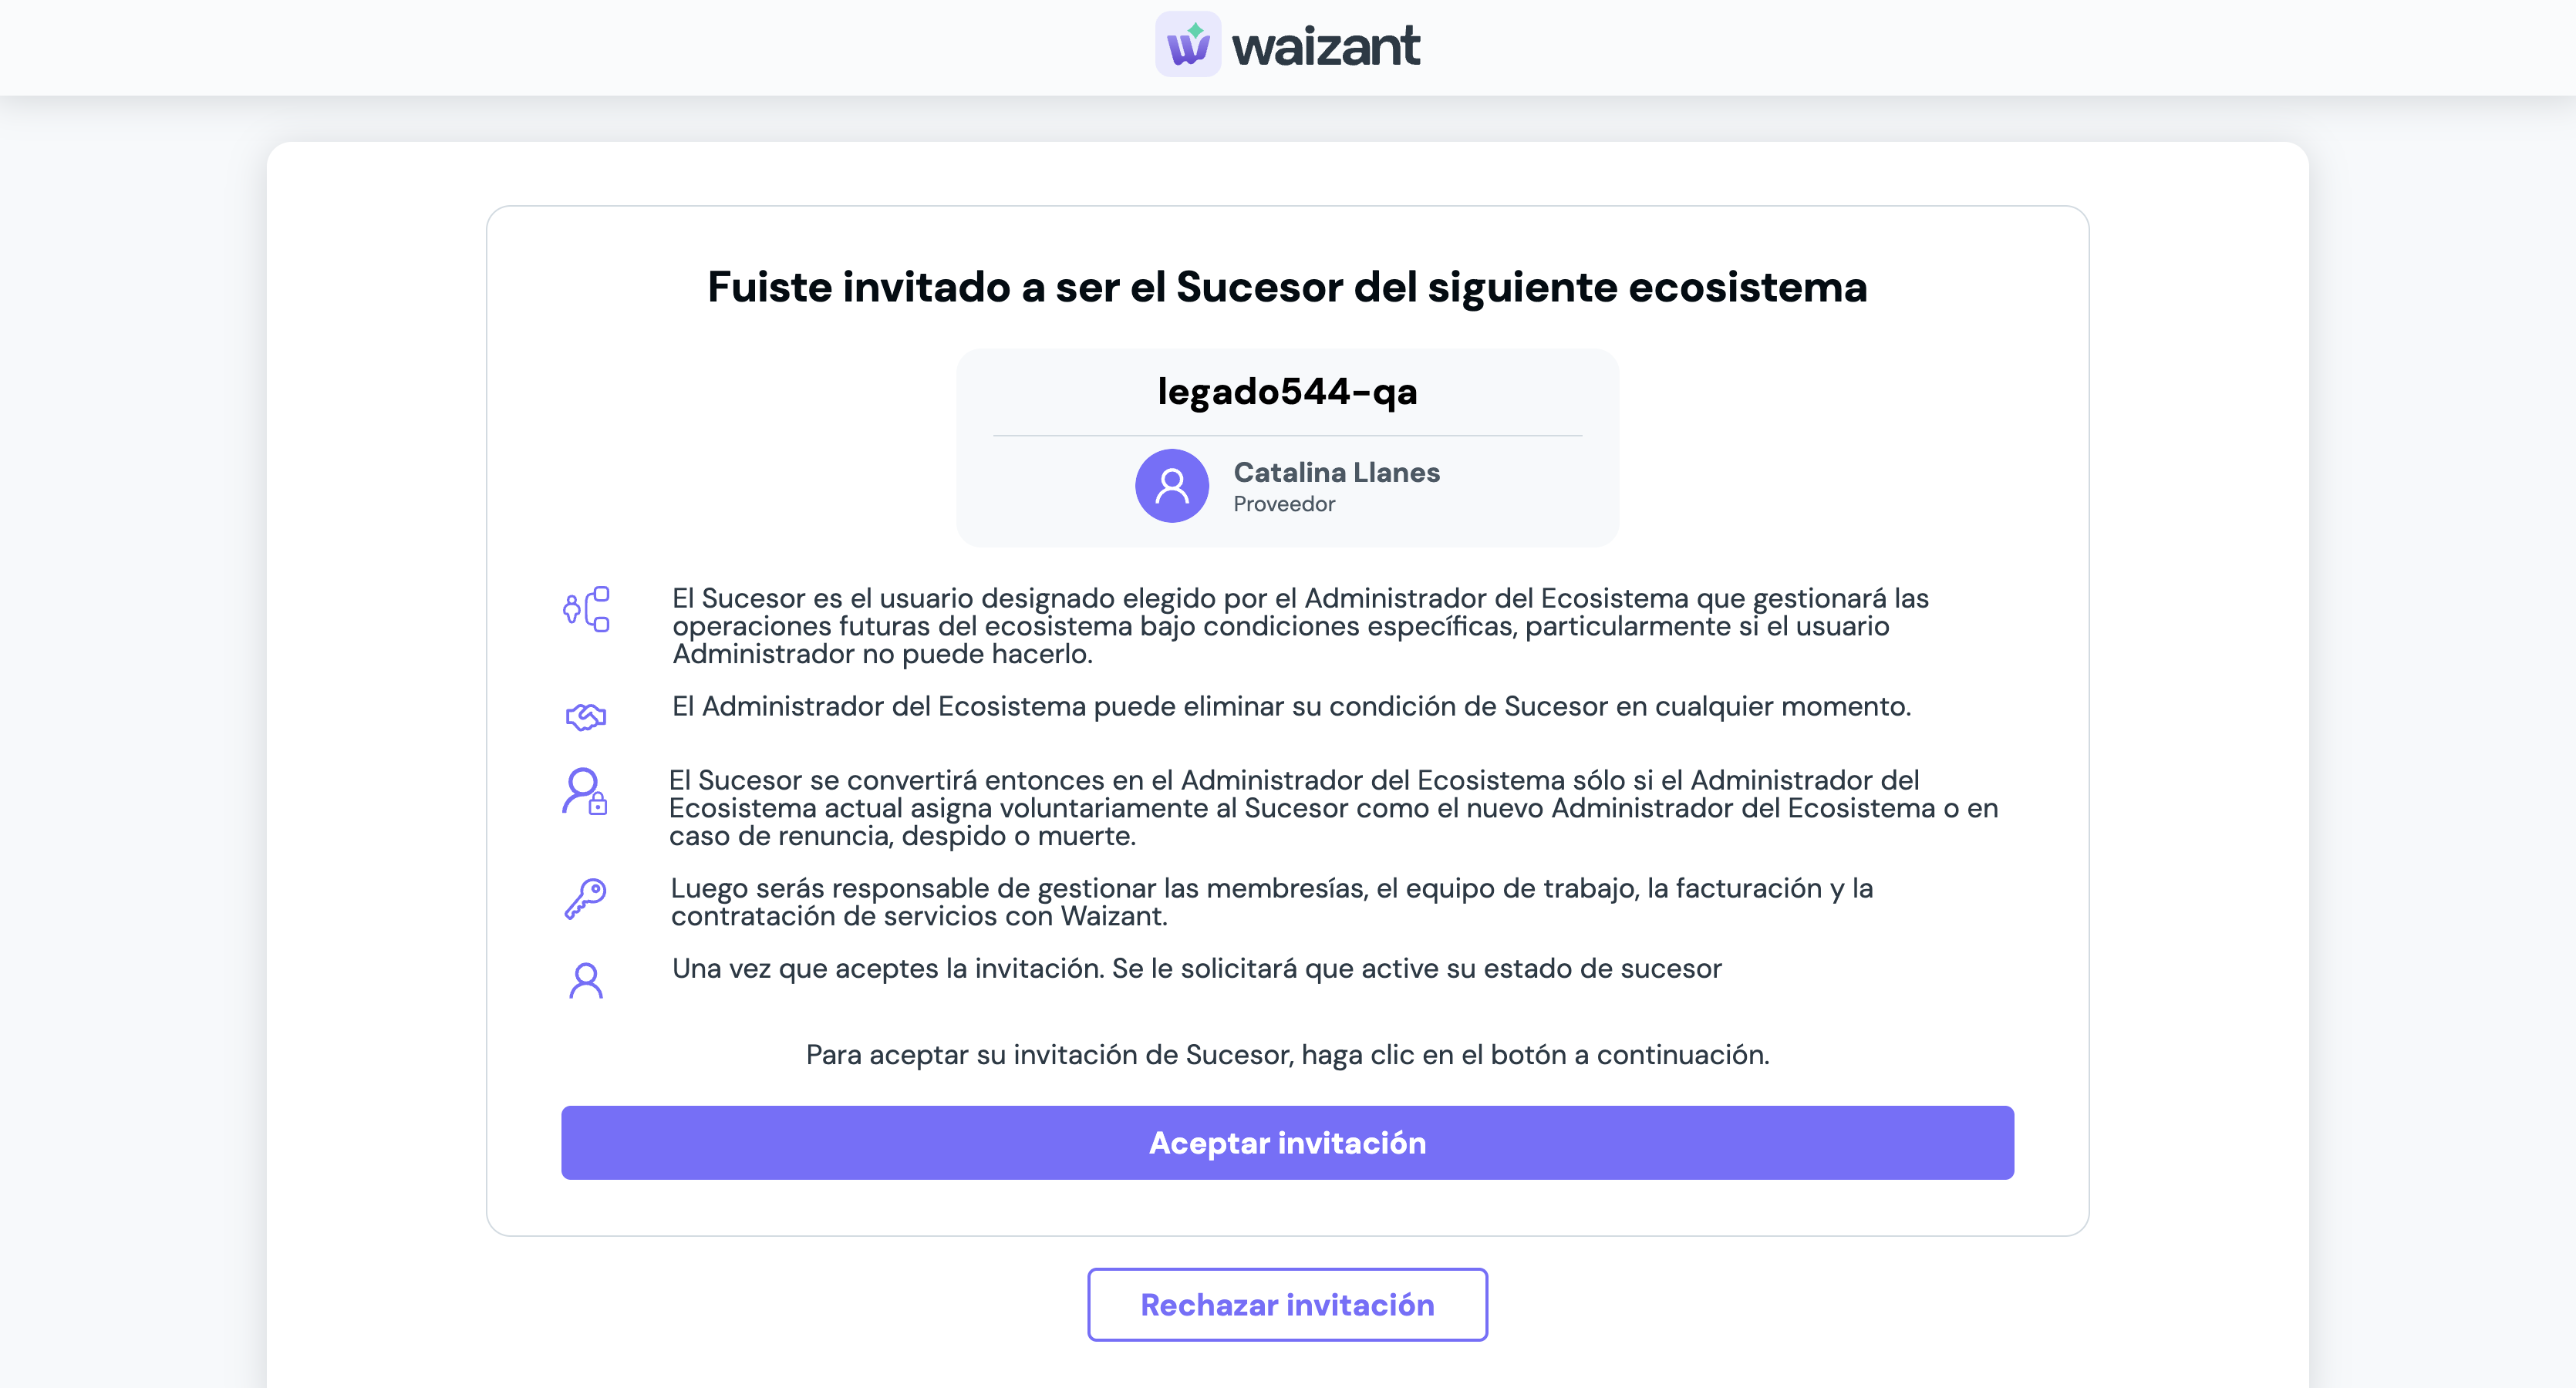 waizant
Fuiste invitado a ser el Sucesor del siguiente ecosistema
legado544-qa
Catalina Llanes
Proveedor
El Sucesor es el usuario designado elegido por el Administrador del Ecosistema que gestionará las
operaciones futuras del ecosistema bajo condiciones específicas, particularmente si el usuario
Administrador no puede hacerlo.
El Administrador del Ecosistema puede eliminar su condición de Sucesor en cualquier momento.
El Sucesor se convertirá entonces en el Administrador del Ecosistema sólo si el Administrador del
Ecosistema actual asigna voluntariamente al Sucesor como el nuevo Administrador del Ecosistema o en
caso de renuncia, despido o muerte.
Luego serás responsable de gestionar las membresías, el equipo de trabajo, la facturación y la
contratación de servicios con Waizant.
Una vez que aceptes la invitación. Se le solicitará que active su estado de sucesor
Para aceptar su invitación de Sucesor, haga clic en el botón a continuación.
Aceptar invitación
Rechazar invitación